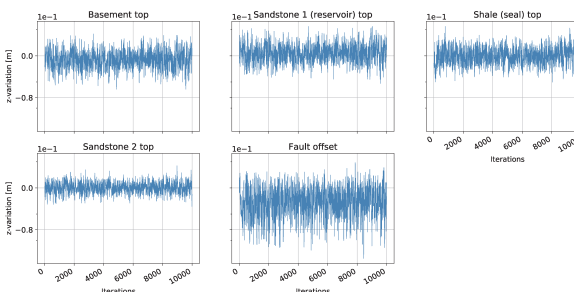 Basement top
1e−1
0.0
−0.8
z-variation [m]
Sandstone 1 (reservoir) top
1e−1
Shale (seal) top
1e−1
0
2000
4000
6000
8000
Iterations
Sandstone 2 top
1e−1
0.0
−0.8
z-variation [m]
0
2000
4000
6000
8000
10000
Iterations
Fault offset
1e−1
0
2000
4000
6000
8000
10000
Iterations